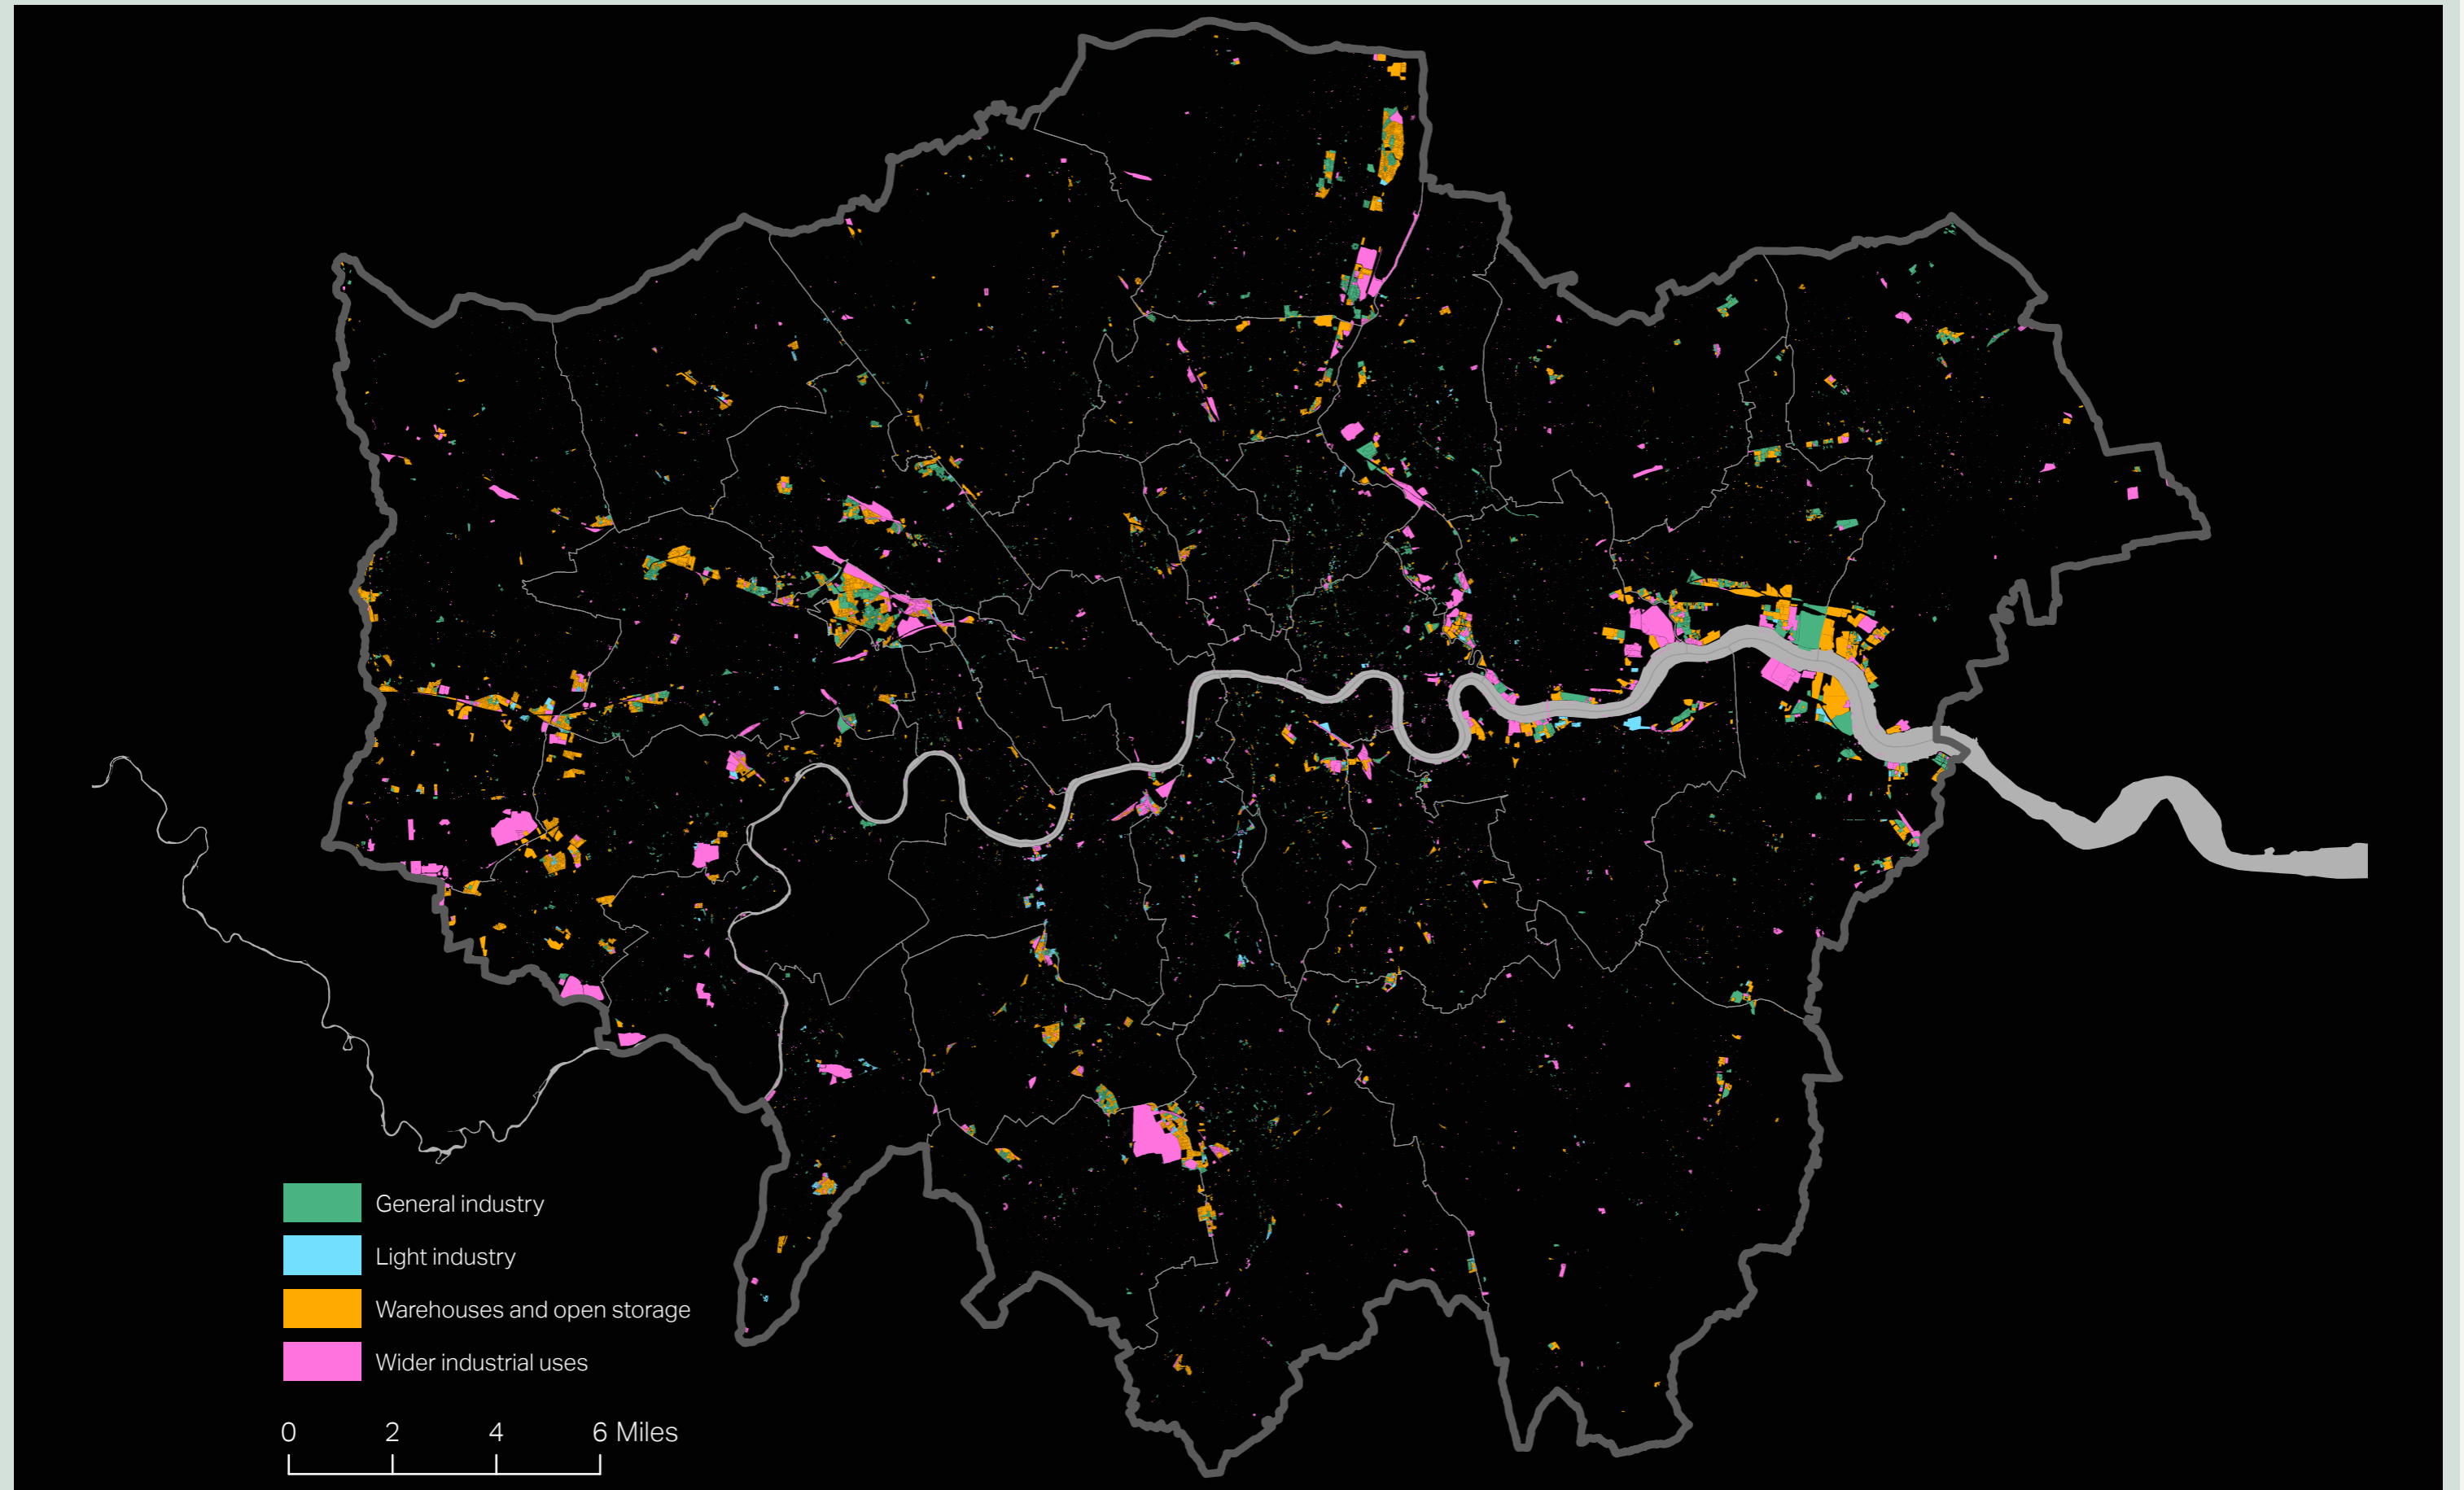 General industry
Light industry
Warehouses and open storage
Wider industrial uses
0 2 4 6 Miles